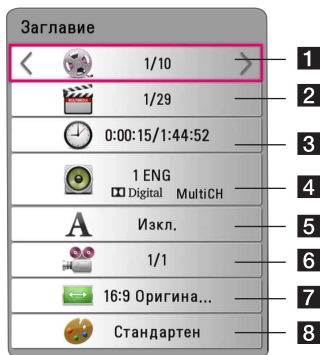 Заглавие
1/10 1
MULTIMEDIA
1/29 2
0:00:15/1:44:52 3
1 ENG
Digital MultiCH 4
A Изкл. 5
1/1 6
16:9 Оригина... 7
Стандартен 8